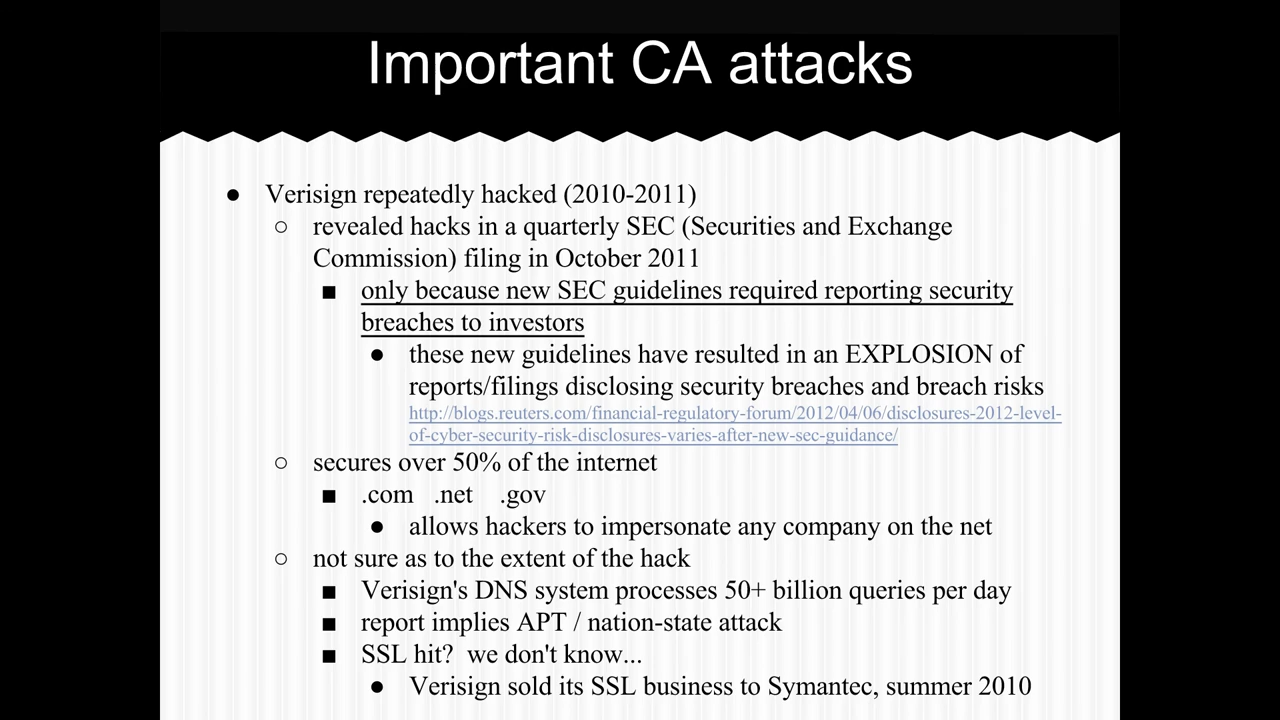 Important CA attacks
● Verisign repeatedly hacked (2010-2011)
○ revealed hacks in a quarterly SEC (Securities and Exchange
Commission) filing in October 2011
■ only because new SEC guidelines required reporting security
breaches to investors
● these new guidelines have resulted in an EXPLOSION of
reports/filings disclosing security breaches and breach risks
http://blogs.reuters.com/financial-regulatory-forum/2012/04/06/disclosures-2012-level-
of-cyber-security-risk-disclosures-varies-after-new-sec-guidance/
○ secures over 50% of the internet
■ .com .net .gov
● allows hackers to impersonate any company on the net
○ not sure as to the extent of the hack
■ Verisign's DNS system processes 50+ billion queries per day
■ report implies APT / nation-state attack
■ SSL hit? we don't know...
● Verisign sold its SSL business to Symantec, summer 2010